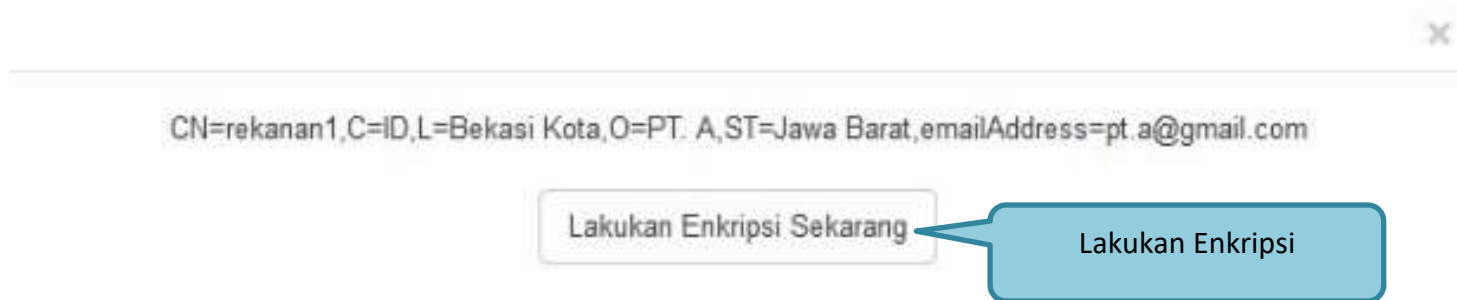 CN=rekanan1,C=ID,L=Bekasi Kota,O=PT. A,ST=Jawa Barat,emailAddress=pt.a@gmail.com
Lakukan Enkripsi Sekarang
Lakukan Enkripsi